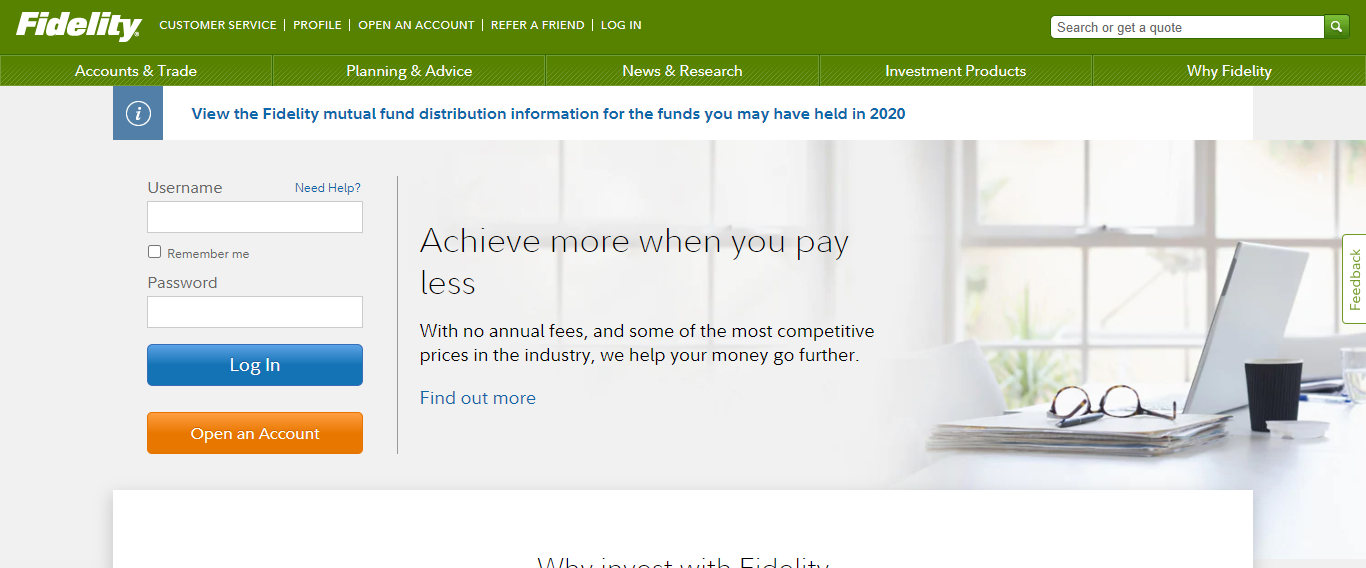 Fidelity
CUSTOMER SERVICE | PROFILE | OPEN AN ACCOUNT | REFER A FRIEND | LOG IN
Search or get a quote
Accounts & Trade
Planning & Advice
News & Research
Investment Products
Why Fidelity
i
View the Fidelity mutual fund distribution information for the funds you may have held in 2020
Username
Need Help?
Remember me
Password
Log In
Open an Account
Achieve more when you pay
less
With no annual fees, and some of the most competitive
prices in the industry, we help your money go further.
Find out more
Feedback
Why invest with Fidelity